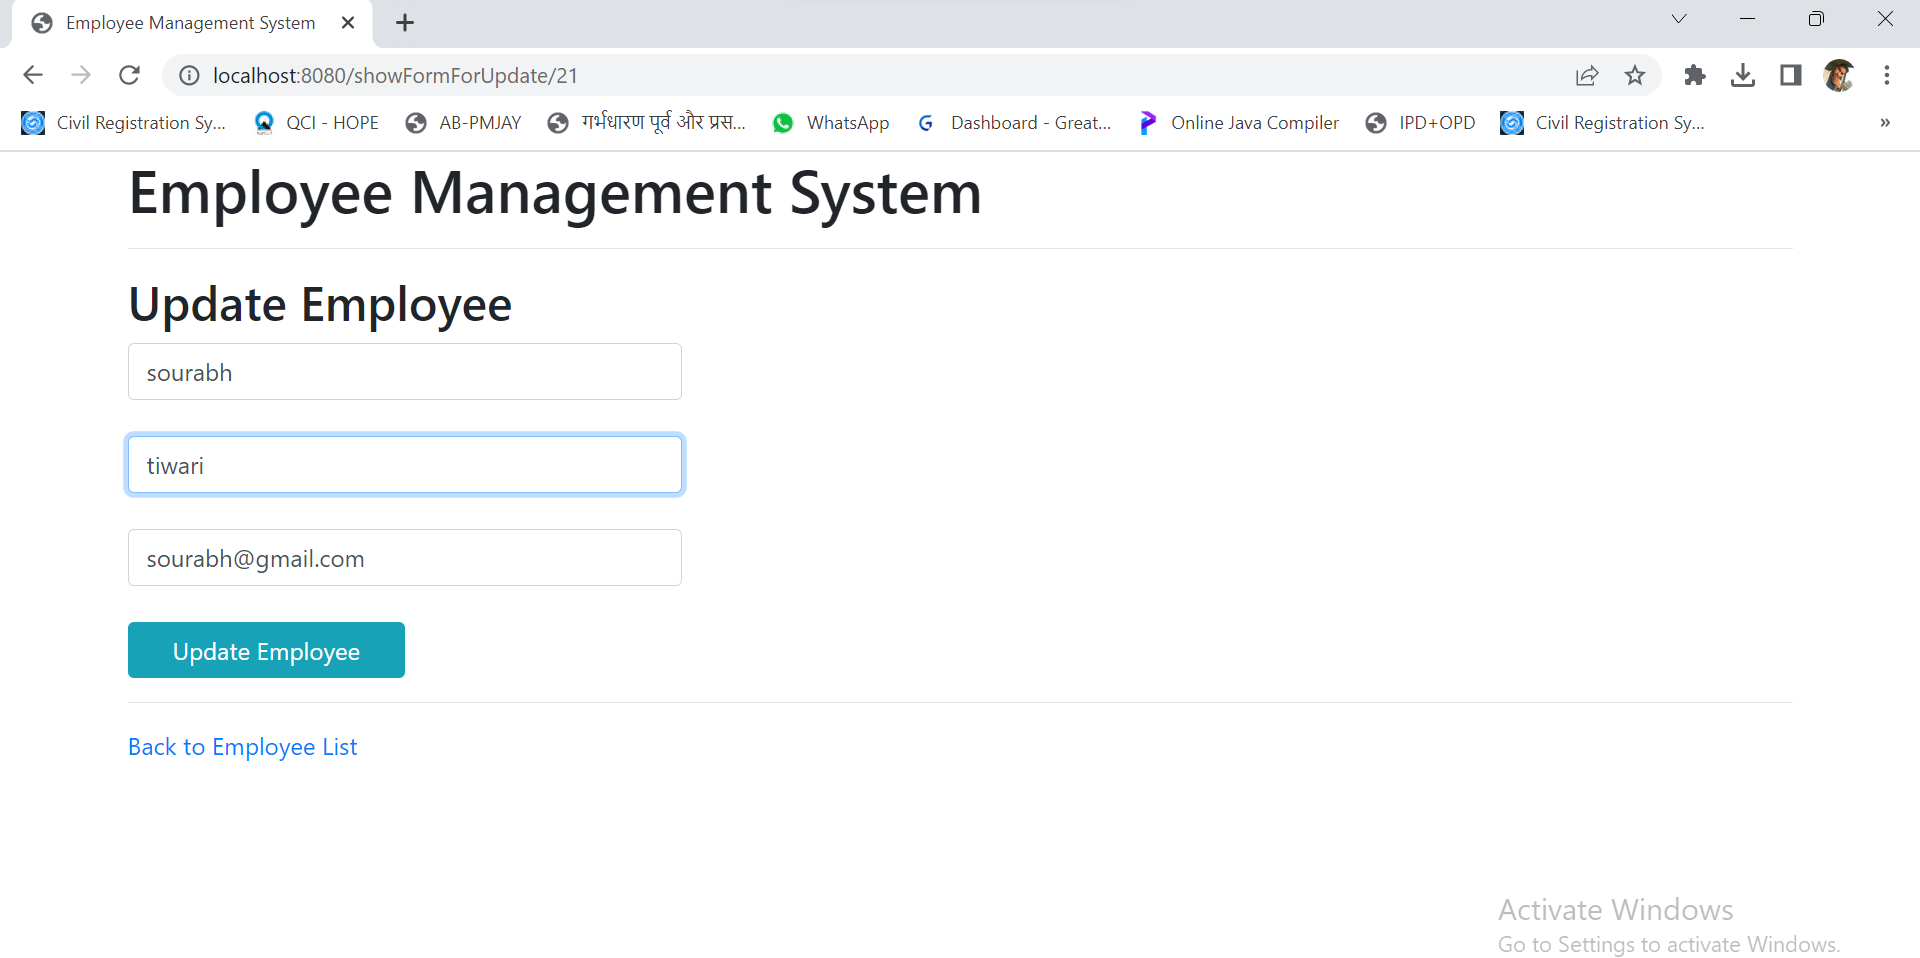 Employee Management System
localhost:8080/showFormForUpdate/21
Civil Registration Sy... QCI - HOPE AB-PMJAY गर्भधारण पूर्व और प्रस... WhatsApp Dashboard - Great... Online Java Compiler IPD+OPD Civil Registration Sy... »
Employee Management System
Update Employee
sourabh
tiwari
sourabh@gmail.com
Update Employee
Back to Employee List
Activate Windows
Go to Settings to activate Windows.